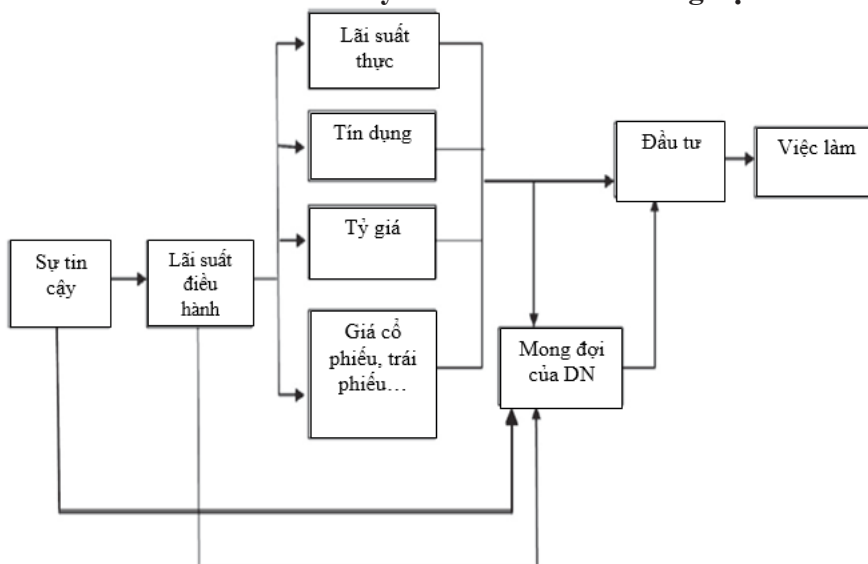 Lãi suất
thực
Tín dụng
Tỷ giá
Giá cổ
phiếu, trái
phiếu…
Sự tin
cậy
Lãi suất
điều
hành
Đầu tư
Việc làm
Mong đợi
của DN